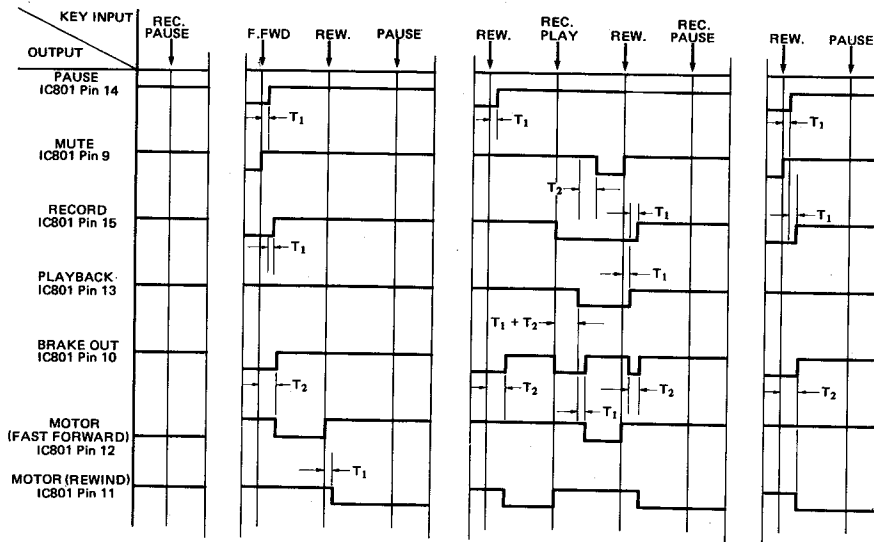 KEY INPUT
OUTPUT
REC. PAUSE
F.FWD
REW.
PAUSE
REW.
REC. PLAY
REW.
REC. PAUSE
REW.
PAUSE
PAUSE
IC801 Pin 14
T1
T1
T1
MUTE
IC801 Pin 9
T2
T1
T1
RECORD
IC801 Pin 15
T1
T1
PLAYBACK
IC801 Pin 13
T1 + T2
BRAKE OUT
IC801 Pin 10
T2
T2
T1
T2
T2
MOTOR
(FAST FORWARD)
IC801 Pin 12
T1
MOTOR (REWIND)
IC801 Pin 11